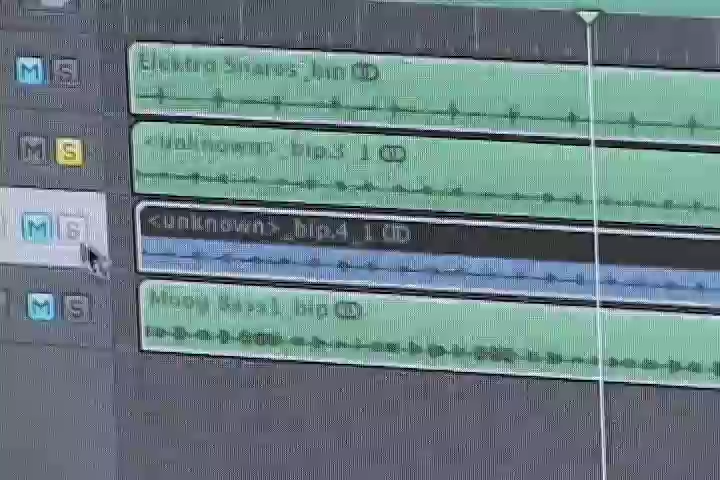 M S Elektro Snares_bip
M S <unknown>_bip.3_1
M S <unknown>_bip.4_1
M S Moog Bass1_bip